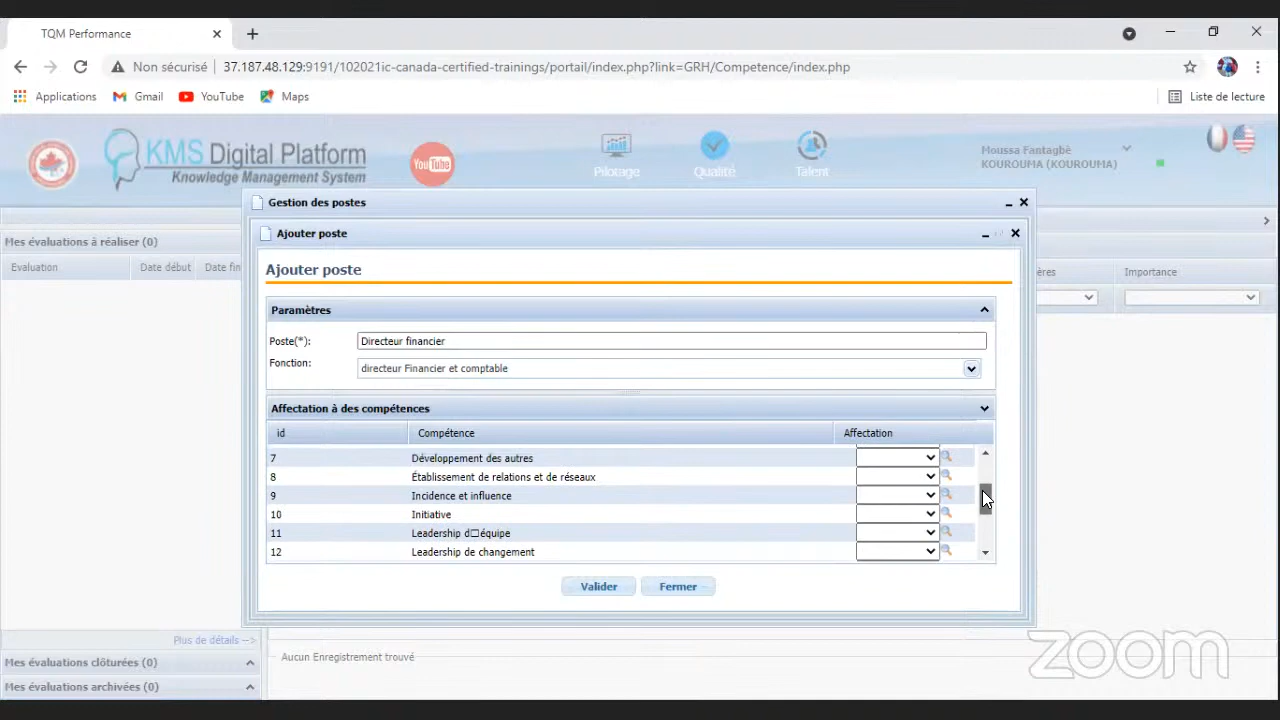 TQM Performance
Non sécurisé 37.187.48.129:9191/102021ic-canada-certified-trainings/portail/index.php?link=GRH/Competence/index.php
Applications Gmail YouTube Maps Liste de lecture
KMS Digital Platform
Knowledge Management System
YouTube
Pilotage Qualité Talent
Moussa Fantagbè
KOUROUMA (KOUROUMA)
Gestion des postes
Mes évaluations à réaliser (0)
Evaluation Date début Date fin
ères Importance
Ajouter poste
Ajouter poste
Paramètres
Poste(*): Directeur financier
Fonction: directeur Financier et comptable
Affectation à des compétences
id Compétence Affectation
7 Développement des autres
8 Établissement de relations et de réseaux
9 Incidence et influence
10 Initiative
11 Leadership d□équipe
12 Leadership de changement
Valider Fermer
Plus de détails -->
Mes évaluations clôturées (0)
Mes évaluations archivées (0)
Aucun Enregistrement trouvé
zoom